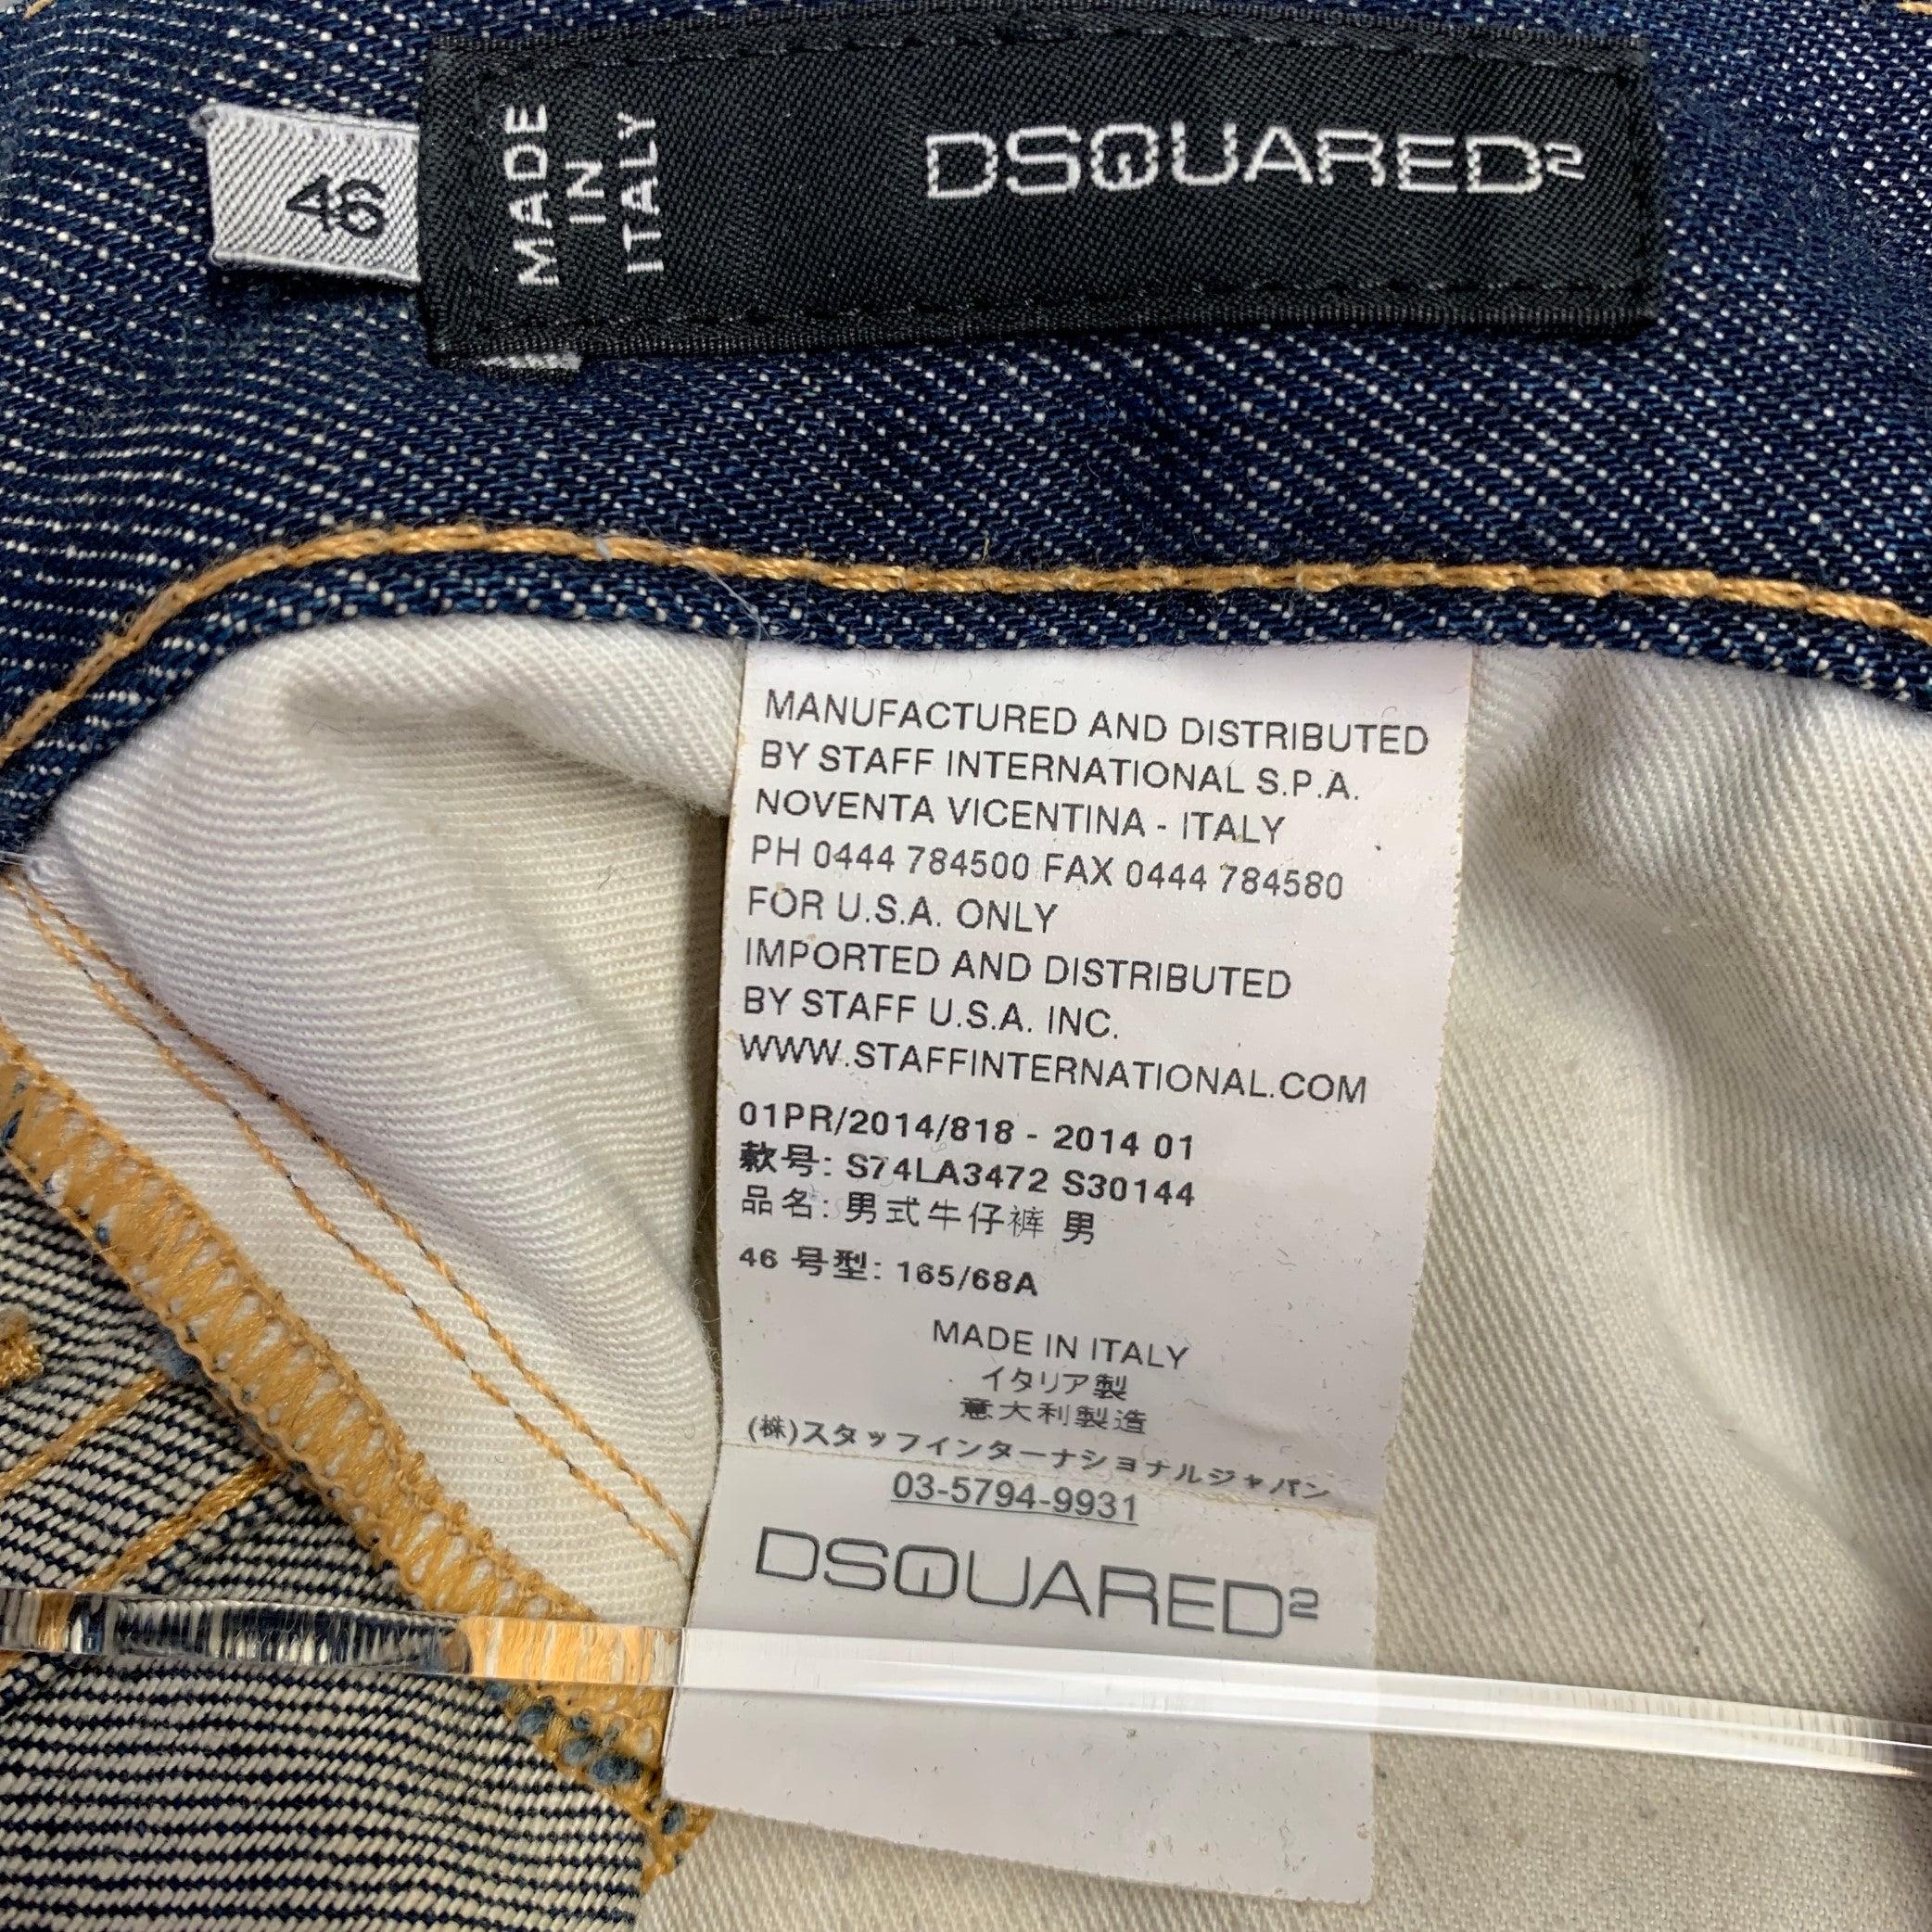 46
MADE
IN
ITALY
DSQUARED2
MANUFACTURED AND DISTRIBUTED
BY STAFF INTERNATIONAL S.P.A.
NOVENTA VICENTINA - ITALY
PH 0444 784500 FAX 0444 784580
FOR U.S.A. ONLY
IMPORTED AND DISTRIBUTED
BY STAFF U.S.A. INC.
WWW.STAFFINTERNATIONAL.COM
01PR/2014/818 - 2014 01
款号: S74LA3472 S30144
品名: 男式牛仔裤 男
46 号型: 165/68A
MADE IN ITALY
イタリア製
意大利製造
(株)スタッフインターナショナルジャパン
03-5794-9931
DSQUARED2